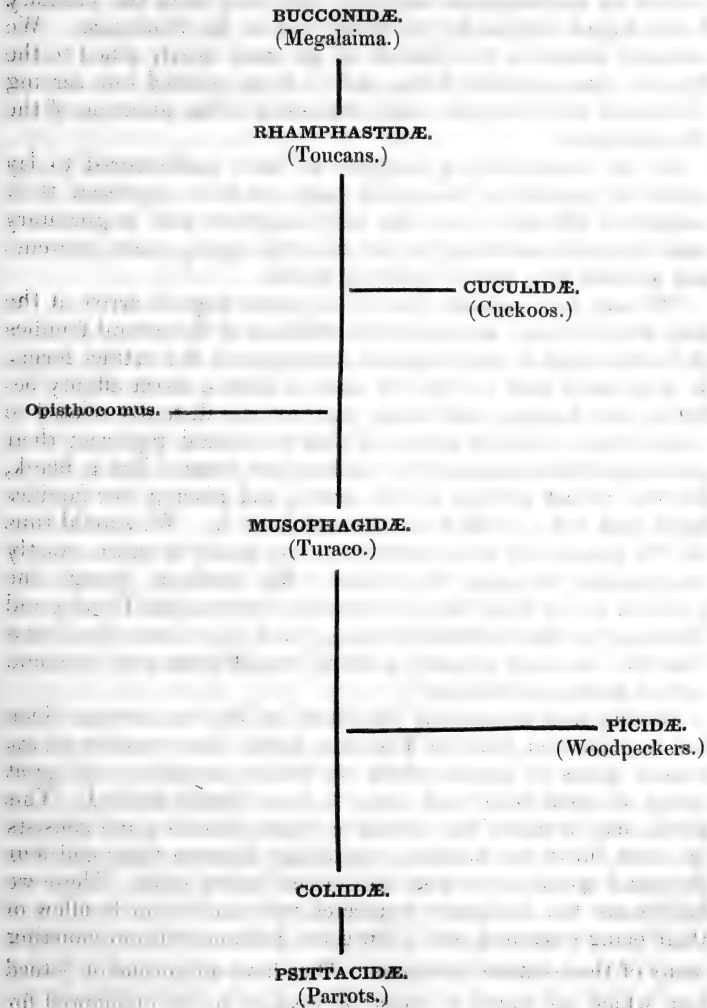 BUCCONIDÆ.
(Megalaima.)
RHAMPHASTIDÆ.
(Toucans.)
CUCULIDÆ.
(Cuckoos.)
Opisthocomus.
MUSOPHAGIDÆ.
(Turaco.)
PICIDÆ.
(Woodpeckers.)
COLIIDÆ.
PSITTACIDÆ.
(Parrots.)